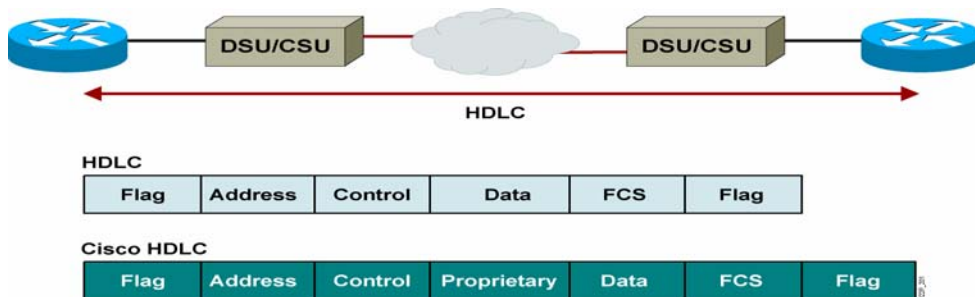 DSU/CSU DSU/CSU
HDLC
HDLC
Flag Address Control Data FCS Flag
Cisco HDLC
Flag Address Control Proprietary Data FCS Flag